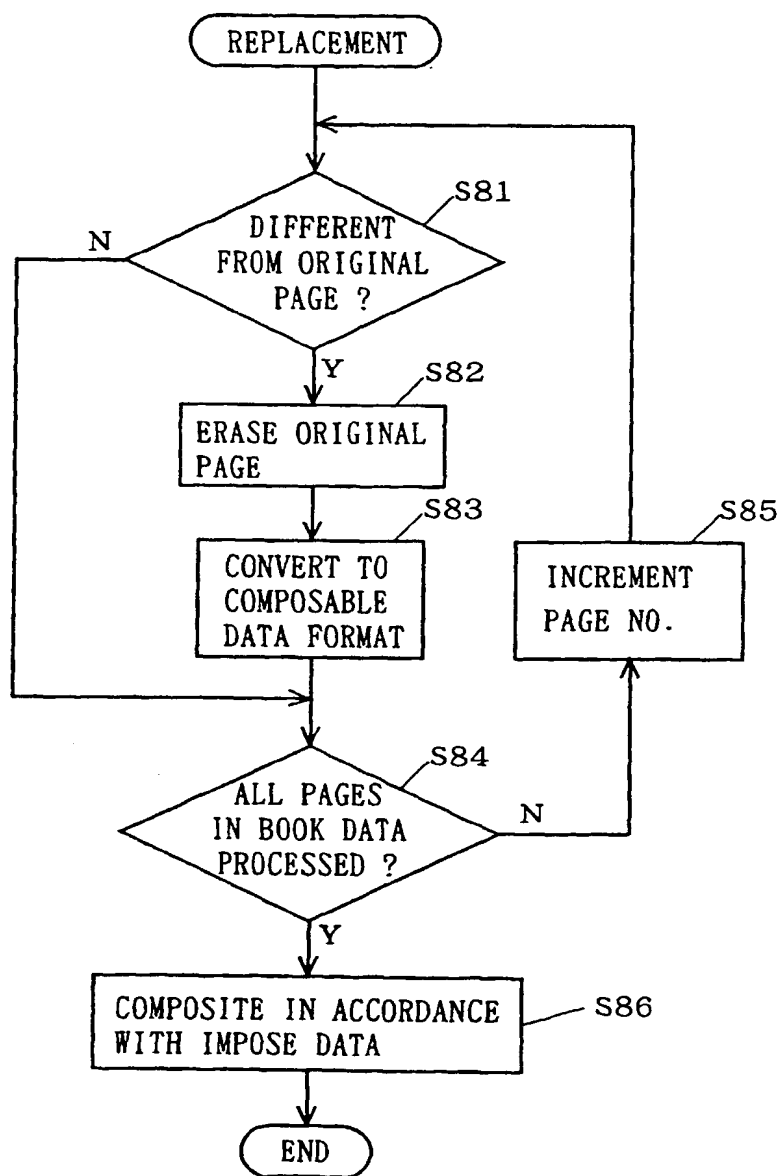 REPLACEMENT
S81
N
DIFFERENT
FROM ORIGINAL
PAGE ?
Y
S82
ERASE ORIGINAL
PAGE
S83
CONVERT TO
COMPOSABLE
DATA FORMAT
S85
INCREMENT
PAGE NO.
S84
ALL PAGES
IN BOOK DATA
PROCESSED ?
N
Y
COMPOSITE IN ACCORDANCE
WITH IMPOSE DATA
S86
END